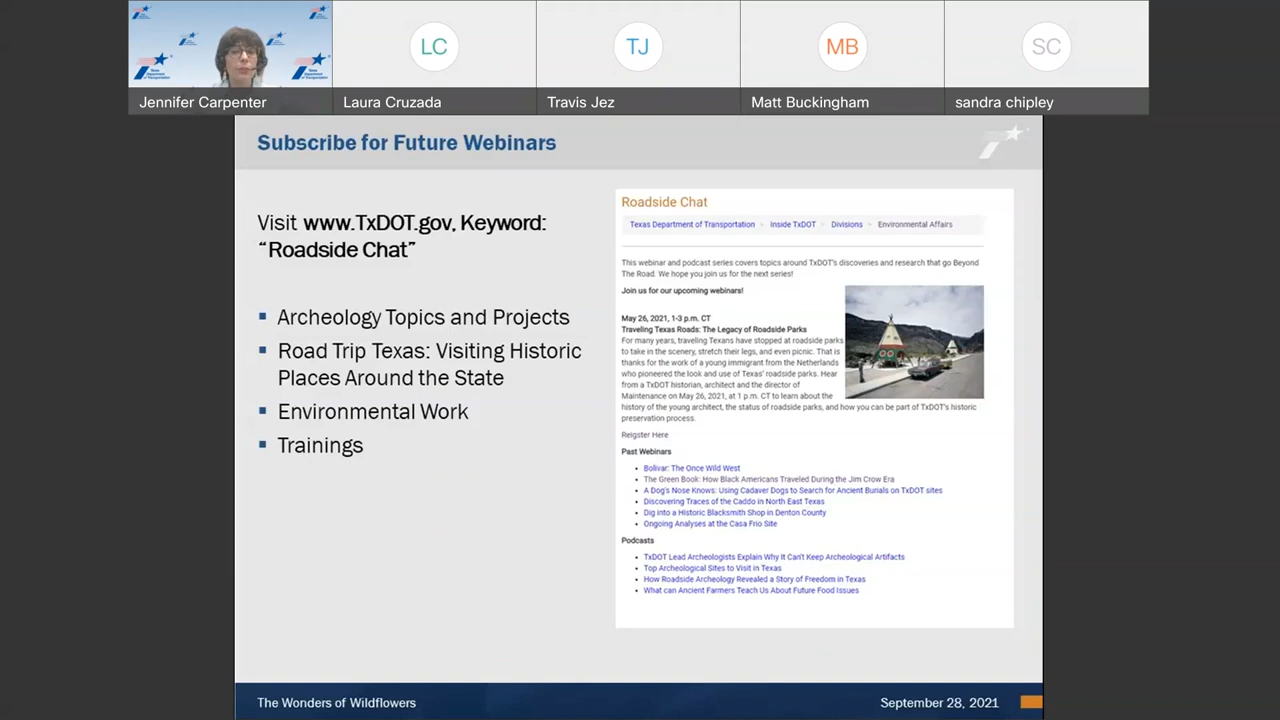 LC
TJ
MB
SC
Jennifer Carpenter
Laura Cruzada
Travis Jez
Matt Buckingham
sandra chipley
Subscribe for Future Webinars
Visit www.TxDOT.gov, Keyword:
“Roadside Chat”
Archeology Topics and Projects
Road Trip Texas: Visiting Historic
Places Around the State
Environmental Work
Trainings
Roadside Chat
Texas Department of Transportation
Inside TxDOT
Divisions
Environmental Affairs
This webinar and podcast series covers topics around TxDOT's discoveries and research that go Beyond
The Road. We hope you join us for the next series!
Join us for our upcoming webinars!
May 26, 2021, 1-3 p.m. CT
Traveling Texas Roads: The Legacy of Roadside Parks
For many years, traveling Texans have stopped at roadside parks
to take in the scenery, stretch their legs, and even picnic. That is
thanks for the work of a young immigrant from the Netherlands
who pioneered the look and use of Texas' roadside parks. Hear
from a TxDOT historian, architect and the director of
Maintenance on May 26, 2021, at 1 p.m. CT to learn about the
history of the young architect, the status of roadside parks, and how you can be part of TxDOT's historic
preservation process.
Reigster Here
Past Webinars
Bolivar: The Once Wild West
The Green Book: How Black Americans Traveled During the Jim Crow Era
A Dog's Nose Knows: Using Cadaver Dogs to Search for Ancient Burials on TxDOT sites
Discovering Traces of the Caddo in North East Texas
Dig into a Historic Blacksmith Shop in Denton County
Ongoing Analyses at the Casa Frio Site
Podcasts
TxDOT Lead Archeologists Explain Why It Can't Keep Archeological Artifacts
Top Archeological Sites to Visit in Texas
How Roadside Archeology Revealed a Story of Freedom in Texas
What can Ancient Farmers Teach Us About Future Food Issues
The Wonders of Wildflowers
September 28, 2021